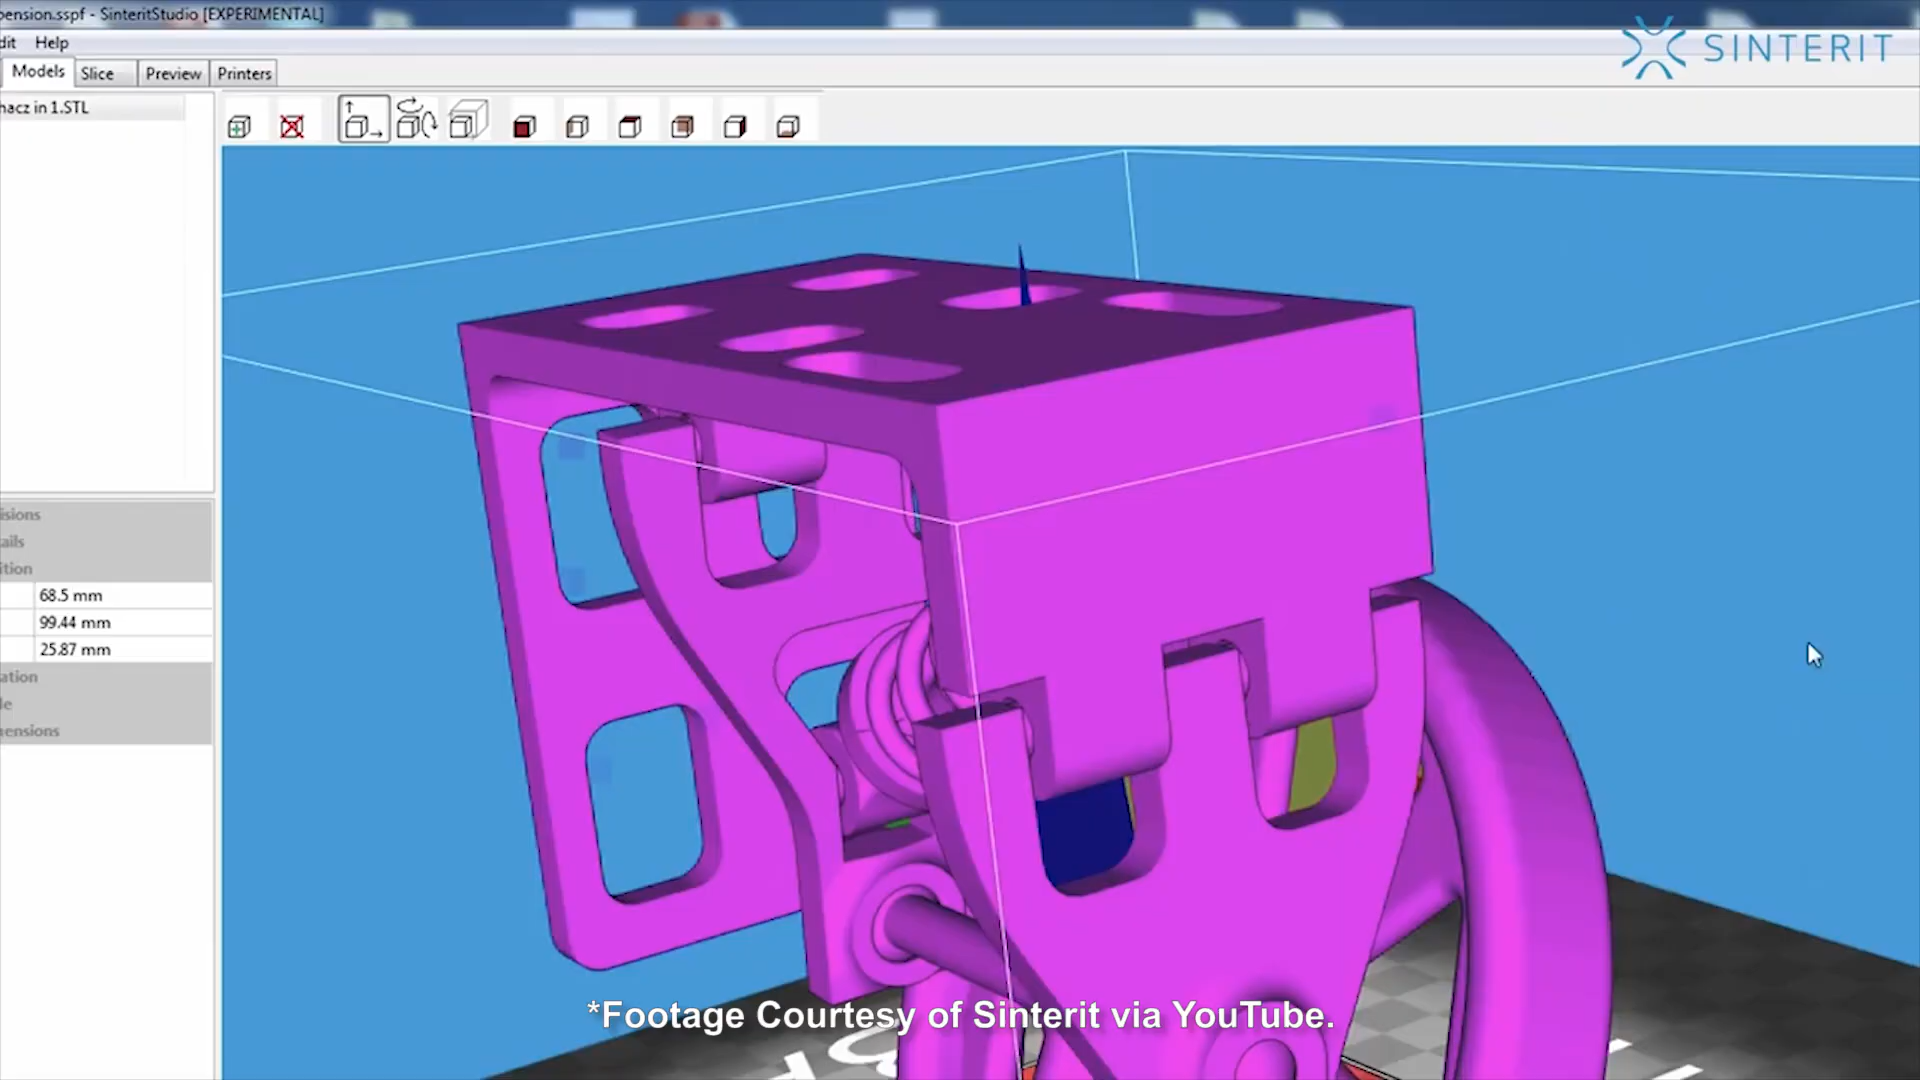 pension.sspf - SinteritStudio [EXPERIMENTAL]
dit Help
Models Slice Preview Printers
SINTERIT
hacz in 1.STL
isions
ails
ition
68.5 mm
99.44 mm
25.87 mm
ation
le
ensions
*Footage Courtesy of Sinterit via YouTube.